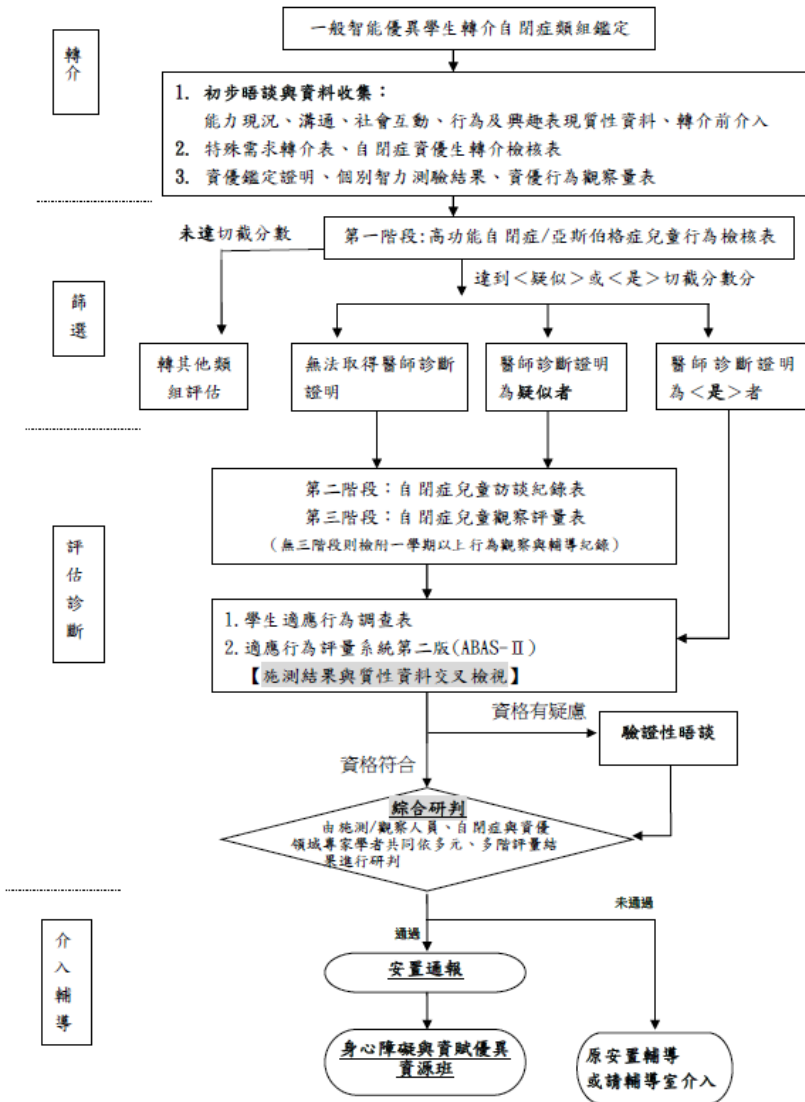 一般智能優異學生轉介自閉症類組鑑定
轉介
1. 初步晤談與資料收集：
能力現況、溝通、社會互動、行為及興趣表現質性資料、轉介前介入
2. 特殊需求轉介表、自閉症資優生轉介檢核表
3. 資優鑑定證明、個別智力測驗結果、資優行為觀察量表
未達切截分數
第一階段:高功能自閉症/亞斯伯格症兒童行為檢核表
達到＜疑似＞或＜是＞切截分數分
篩選
轉其他類
組評估
無法取得醫師診斷
證明
醫師診斷證明
為疑似者
醫師診斷證明
為＜是＞者
第二階段：自閉症兒童訪談紀錄表
第三階段：自閉症兒童觀察評量表
(無三階段則檢附一學期以上行為觀察與輔導紀錄)
評估診斷
1. 學生適應行為調查表
2. 適應行為評量系統第二版(ABAS-Ⅱ)
【施測結果與質性資料交叉檢視】
資格有疑慮
驗證性晤談
資格符合
綜合研判
由施測/觀察人員、自閉症與資優
領域專家學者共同依多元、多階評量結
果進行研判
未通過
通過
介入輔導
安置通報
身心障礙與資賦優異
資源班
原安置輔導
或請輔導室介入